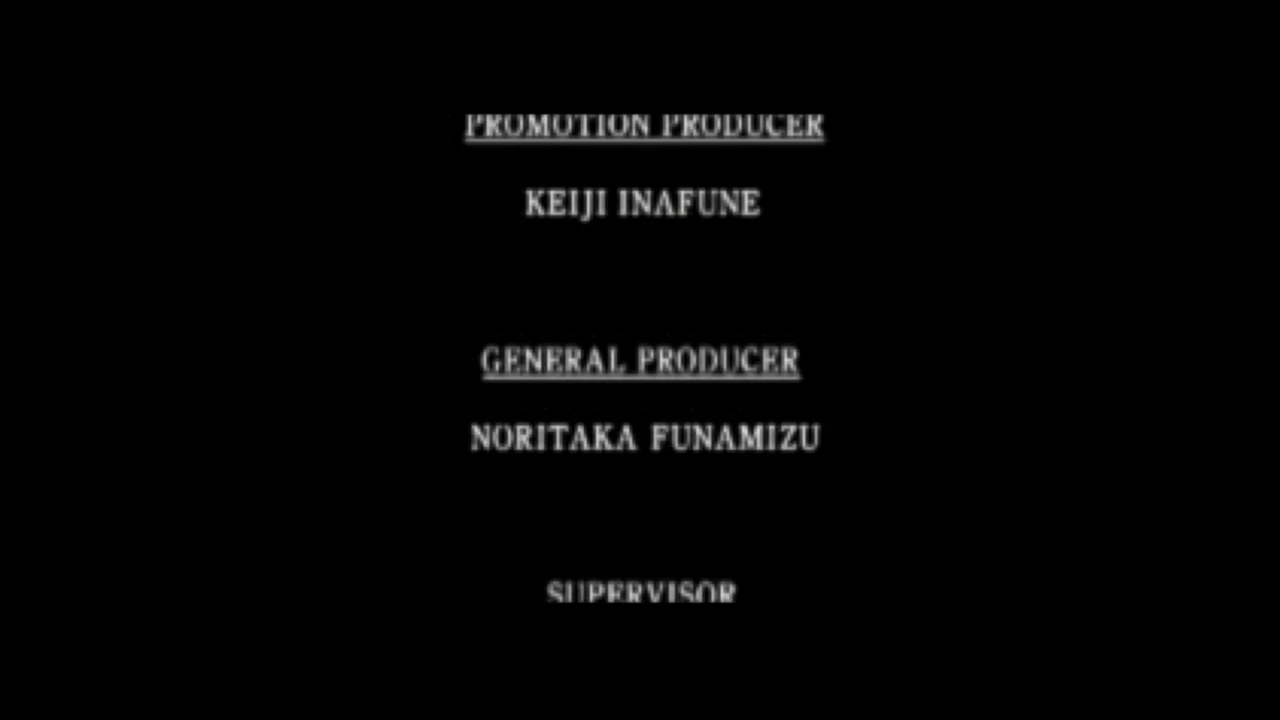 PROMOTION PRODUCER
KEIJI INAFUNE
GENERAL PRODUCER
NORITAKA FUNAMIZU
SUPERVISOR